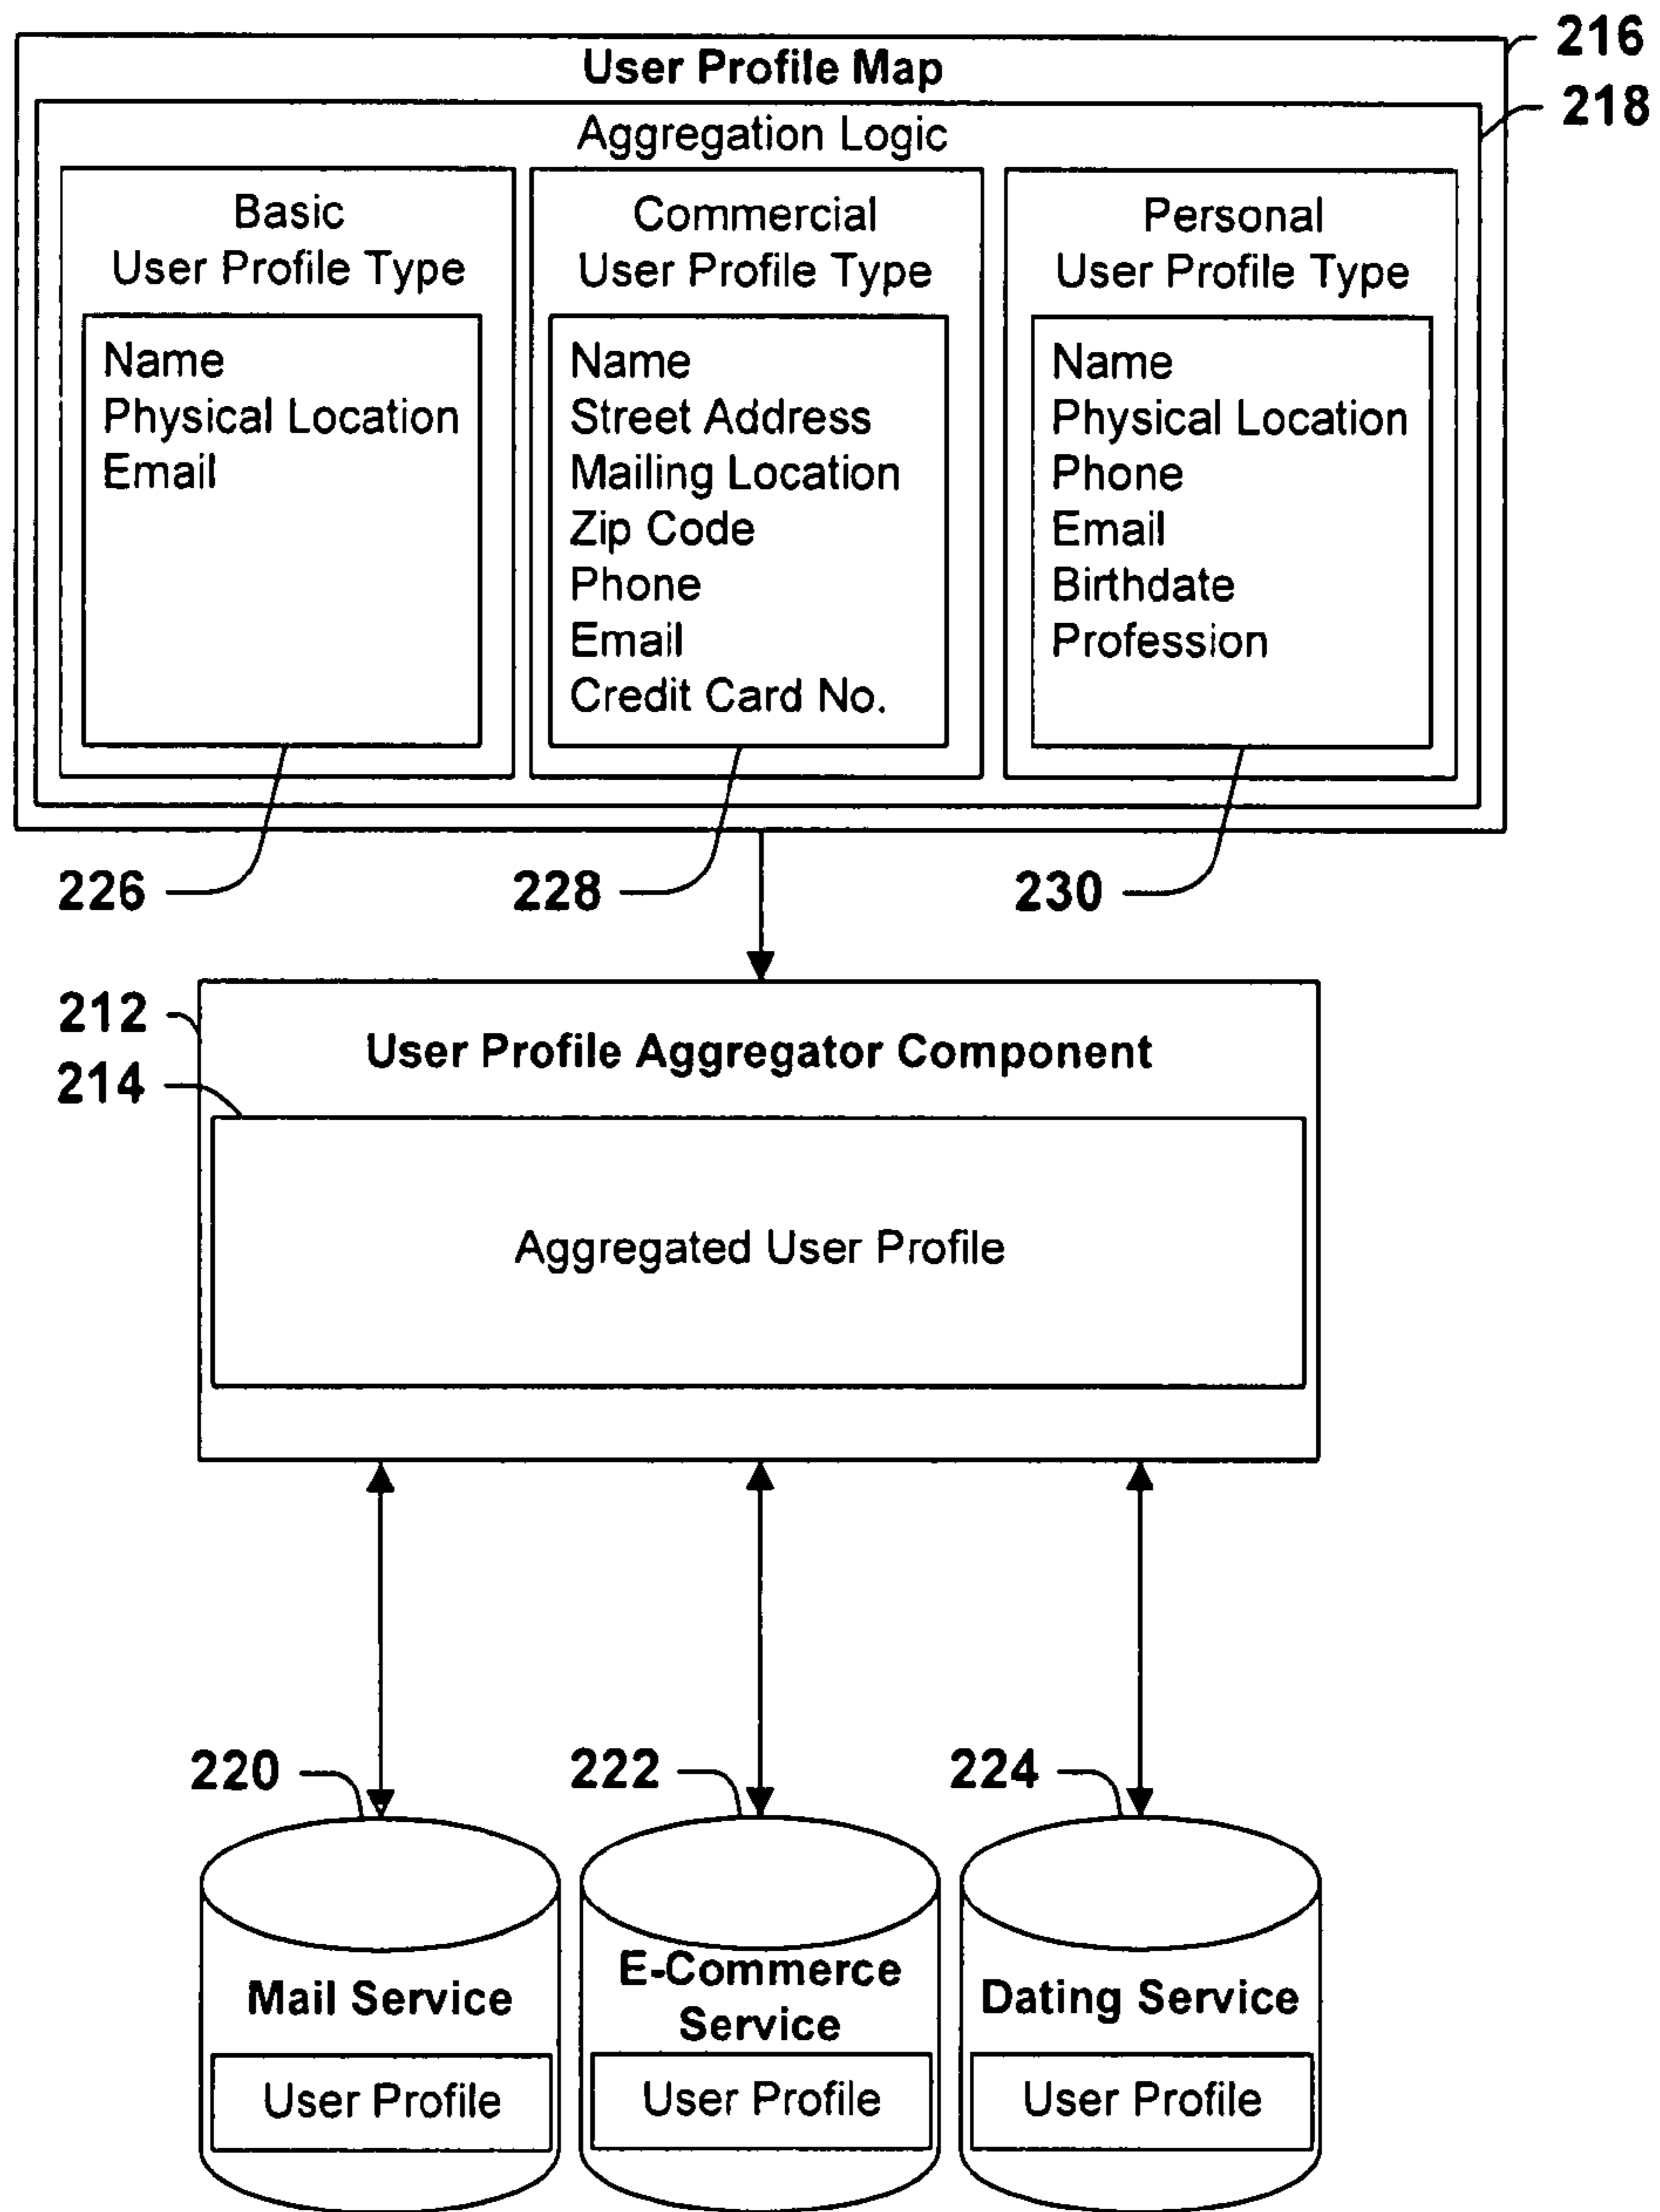 216
User Profile Map
218
Aggregation Logic
Basic
User Profile Type
Name
Physical Location
Email
Commercial
User Profile Type
Name
Street Address
Mailing Location
Zip Code
Phone
Email
Credit Card No.
Personal
User Profile Type
Name
Physical Location
Phone
Email
Birthdate
Profession
226
228
230
212
User Profile Aggregator Component
214
Aggregated User Profile
220
222
224
Mail Service
User Profile
E-Commerce
Service
User Profile
Dating Service
User Profile